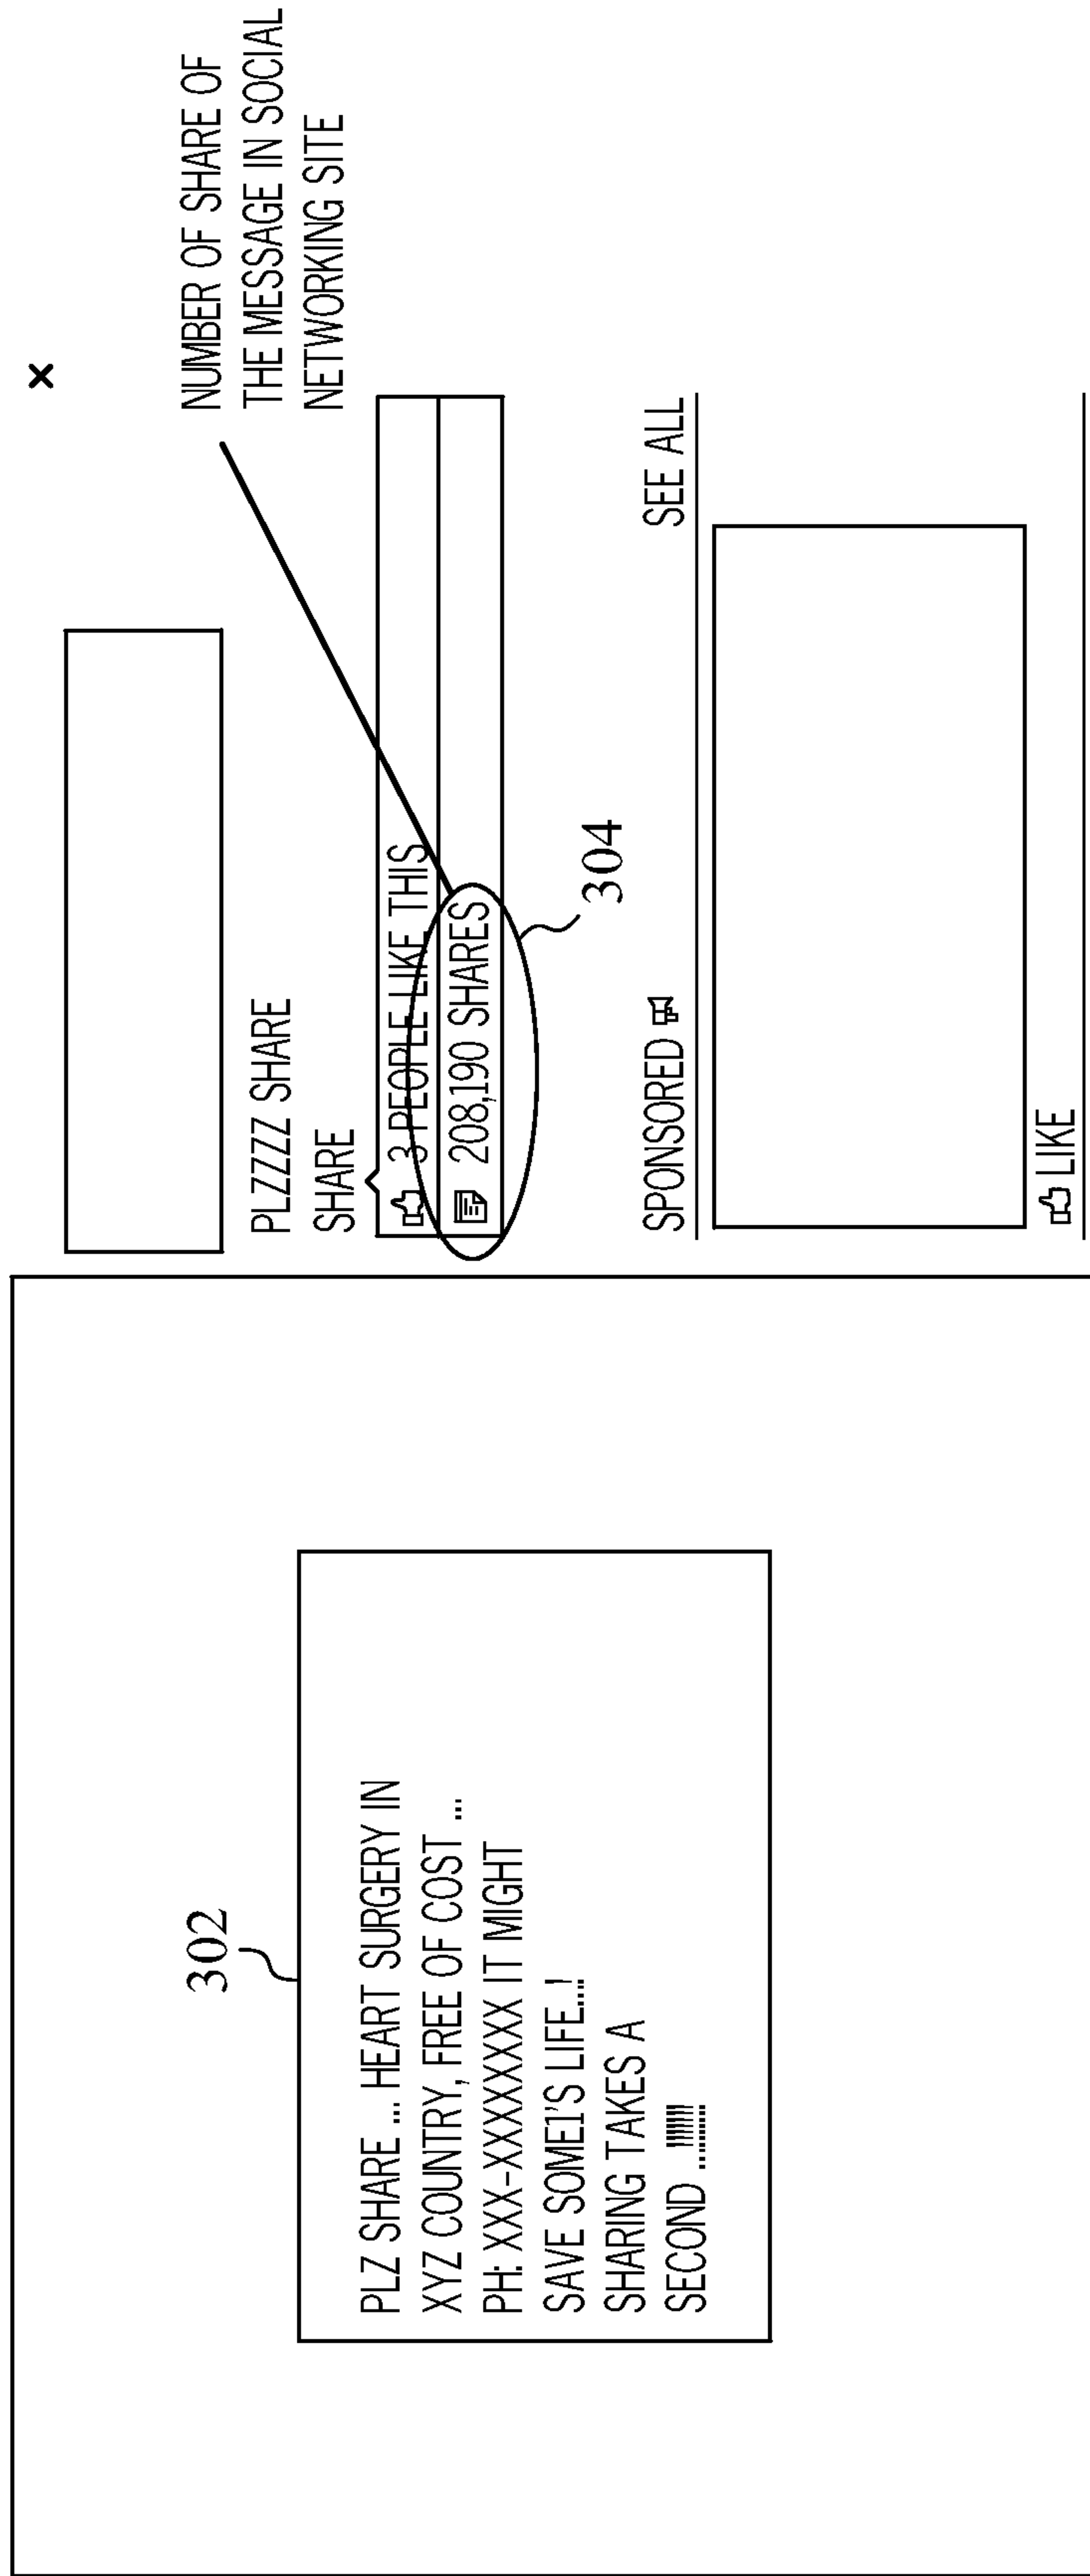 302
PLZ SHARE ... HEART SURGERY IN
XYZ COUNTRY, FREE OF COST ...
PH: XXX-XXXXXXX IT MIGHT
SAVE SOME1'S LIFE...!
SHARING TAKES A
SECOND ...!!!!!!!
X
NUMBER OF SHARE OF
THE MESSAGE IN SOCIAL
NETWORKING SITE
PLZZZZ SHARE
SHARE
3 PEOPLE LIKE THIS
208,190 SHARES
304
SPONSORED SEE ALL
LIKE